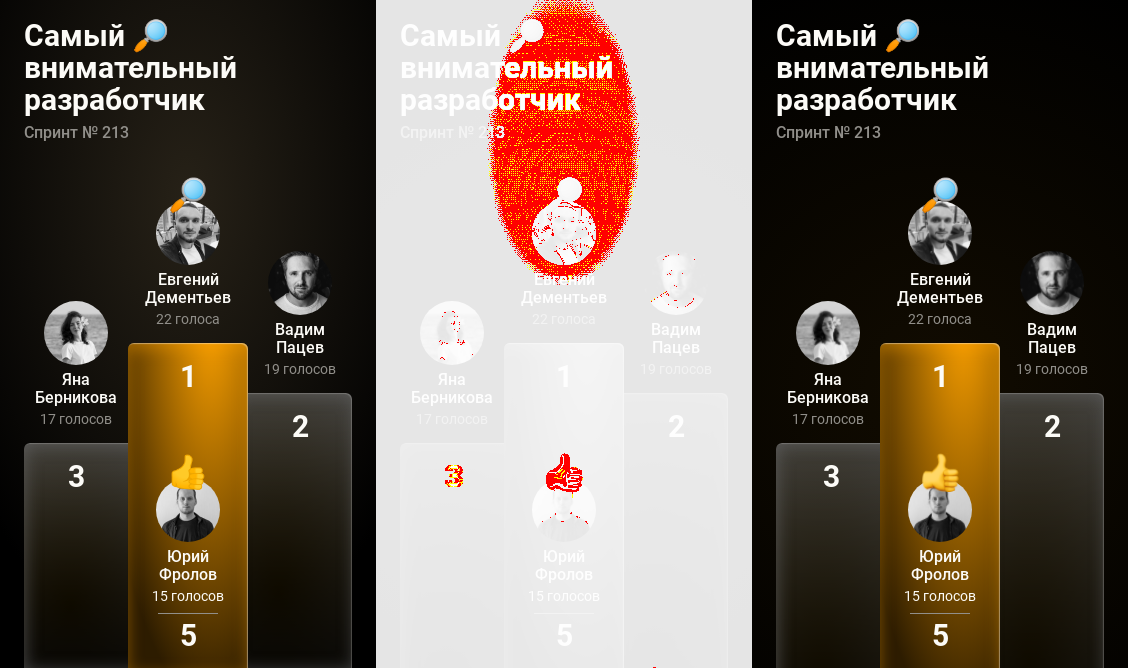 Самый 🔎
внимательный
разработчик
Спринт № 213
Евгений
Дементьев
22 голоса
Вадим
Пацев
19 голосов
Яна
Берникова
17 голосов
1
2
3
👍
Юрий
Фролов
15 голосов
5
Самый
внимательный
разработчик
Спринт № 213
Евгений
Дементьев
22 голоса
Вадим
Пацев
19 голосов
Яна
Берникова
17 голосов
1
2
3
Юрий
Фролов
15 голосов
5
Самый 🔎
внимательный
разработчик
Спринт № 213
Евгений
Дементьев
22 голоса
Вадим
Пацев
19 голосов
Яна
Берникова
17 голосов
1
2
3
👍
Юрий
Фролов
15 голосов
5